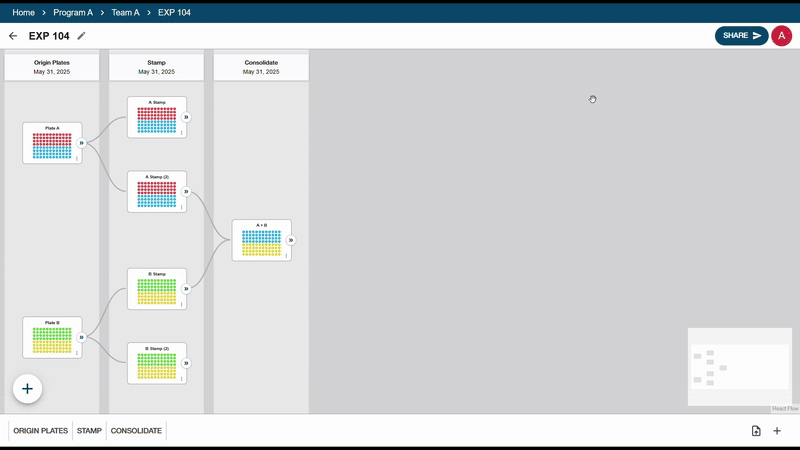 Home > Program A > Team A > EXP 104
EXP 104
SHARE
A
Origin Plates
May 31, 2025
Stamp
May 31, 2025
Consolidate
May 31, 2025
Plate A
A Stamp
A Stamp (2)
A + B
B Stamp
Plate B
B Stamp (2)
React Flow
ORIGIN PLATES
STAMP
CONSOLIDATE